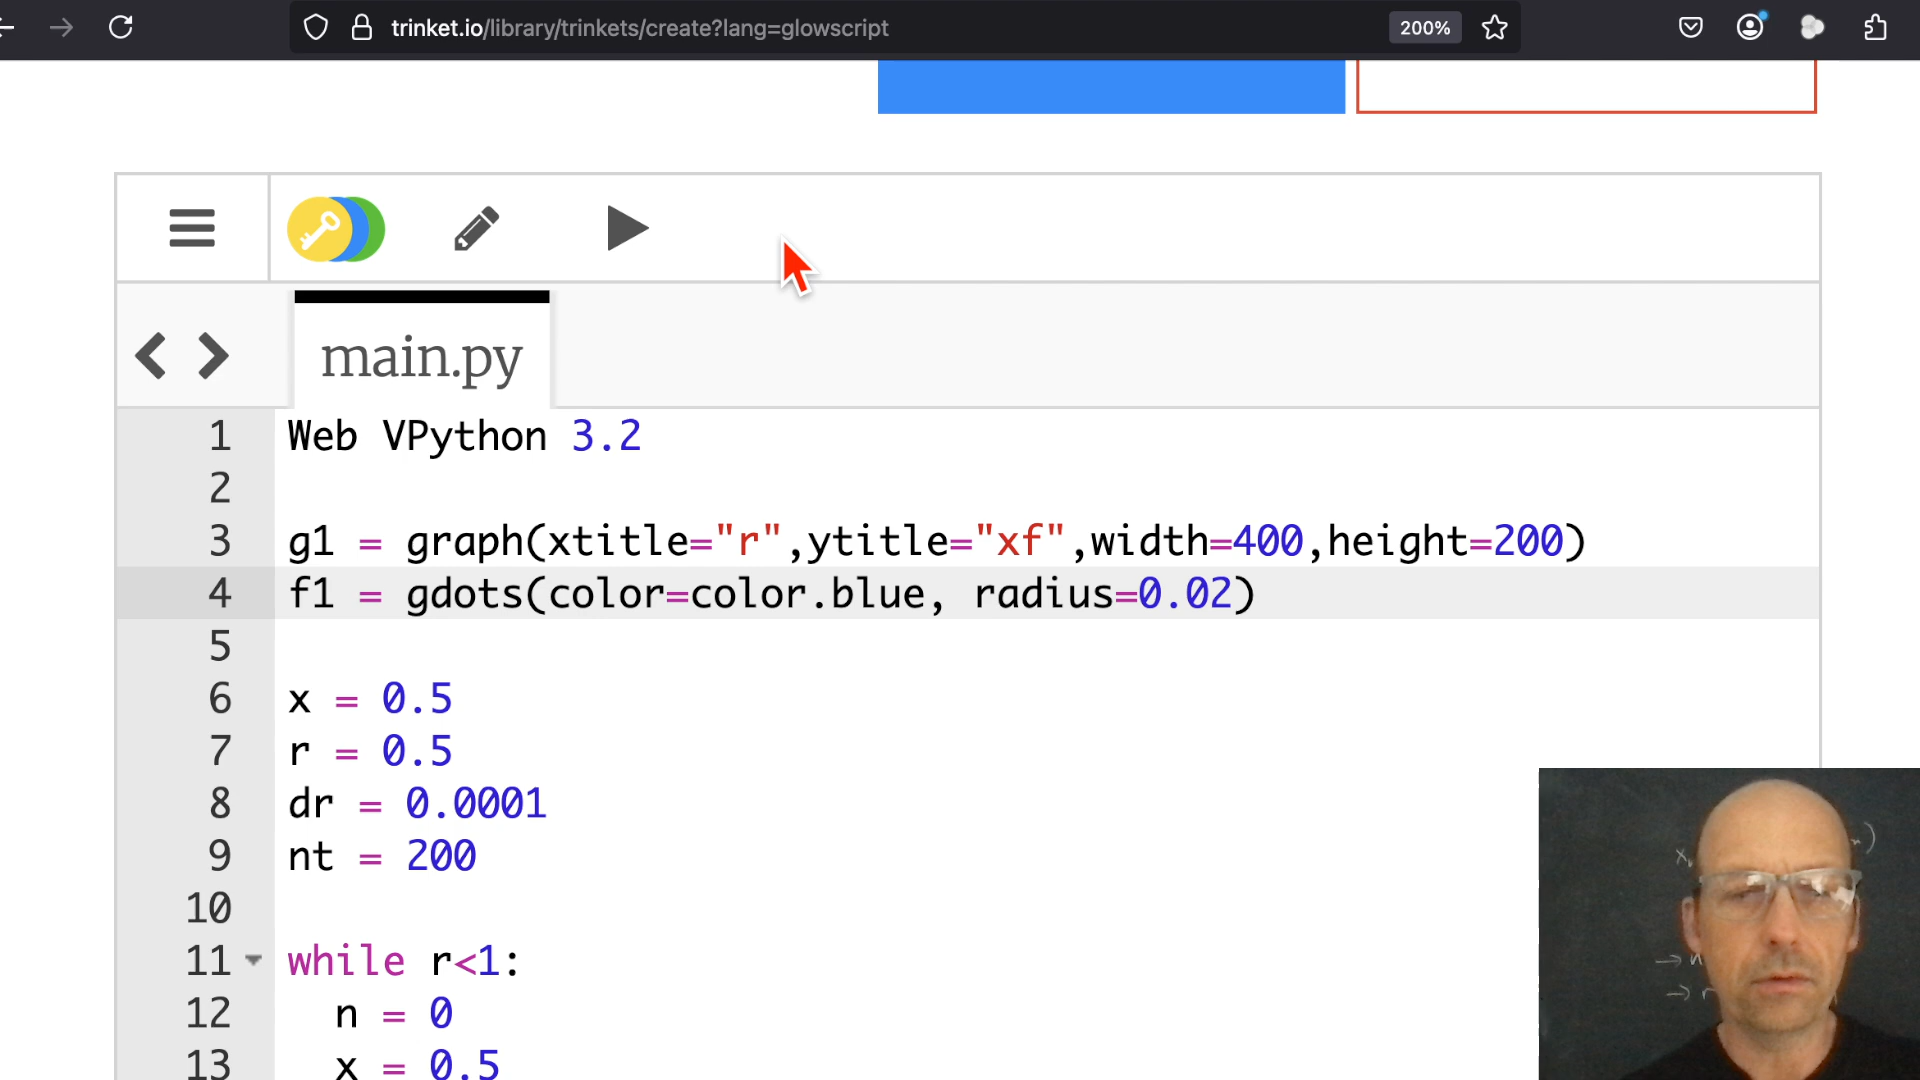 trinket.io/library/trinkets/create?lang=glowscript
200%
main.py
1 Web VPython 3.2
2
3 g1 = graph(xtitle="r",ytitle="xf",width=400,height=200)
4 f1 = gdots(color=color.blue, radius=0.02)
5
6 x = 0.5
7 r = 0.5
8 dr = 0.0001
9 nt = 200
10
11 while r<1:
12 n = 0
13 x = 0.5